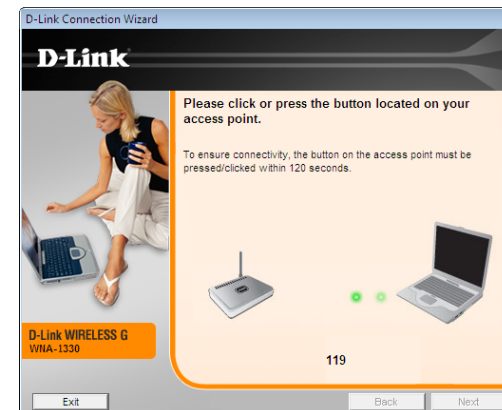 D-Link Connection Wizard
D-Link
Please click or press the button located on your
access point.
To ensure connectivity, the button on the access point must be
pressed/clicked within 120 seconds.
D-Link WIRELESS G
WNA-1330
119
Exit
Back
Next